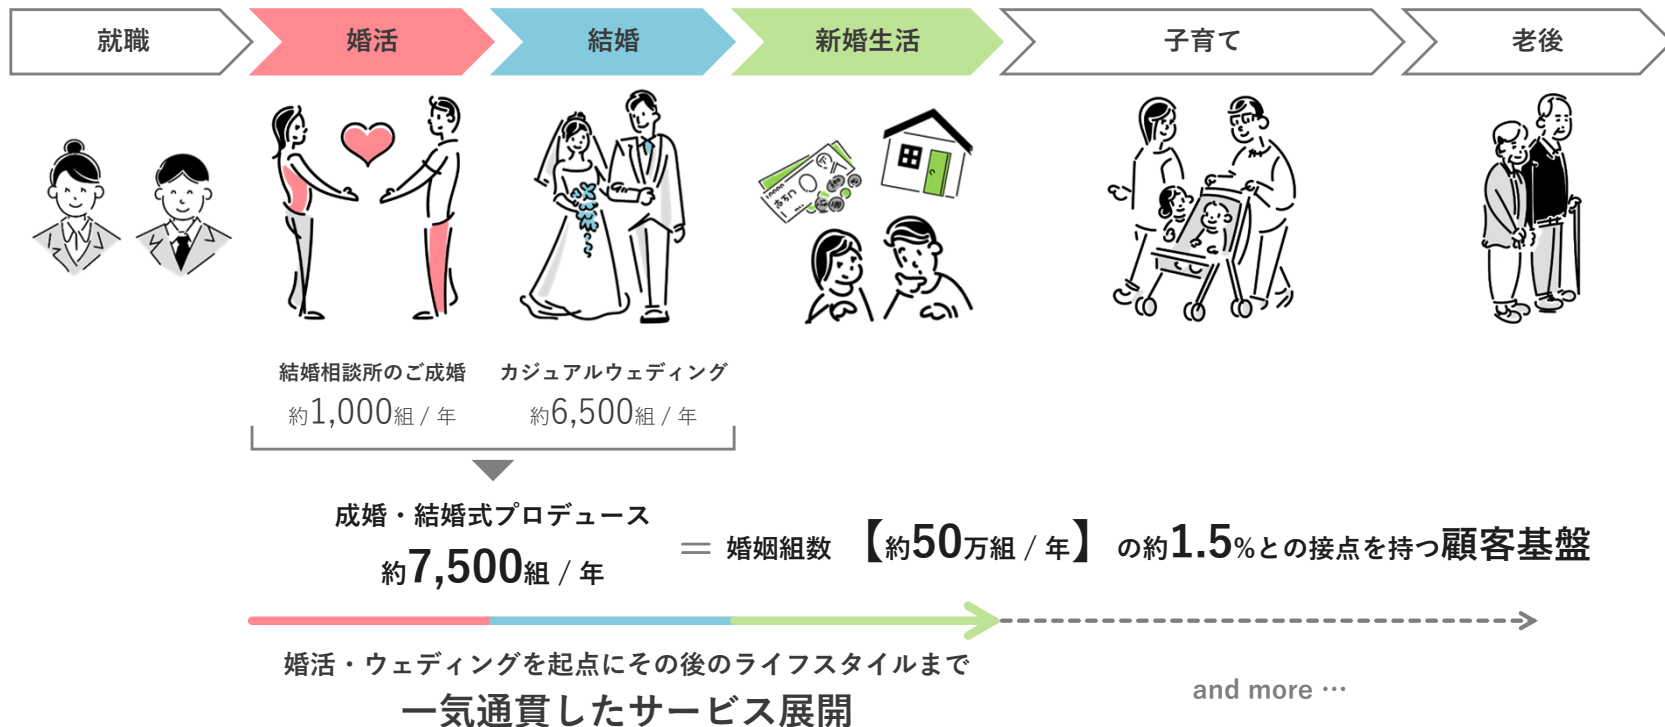 就職
婚活
結婚
新婚生活
子育て
老後
結婚相談所のご成婚
約1,000組 / 年
カジュアルウェディング
約6,500組 / 年
成婚・結婚式プロデュース
約7,500組 / 年
＝ 婚姻組数 【約50万組 / 年】 の約1.5%との接点を持つ顧客基盤
婚活・ウェディングを起点にその後のライフスタイルまで
一気通貫したサービス展開
and more …